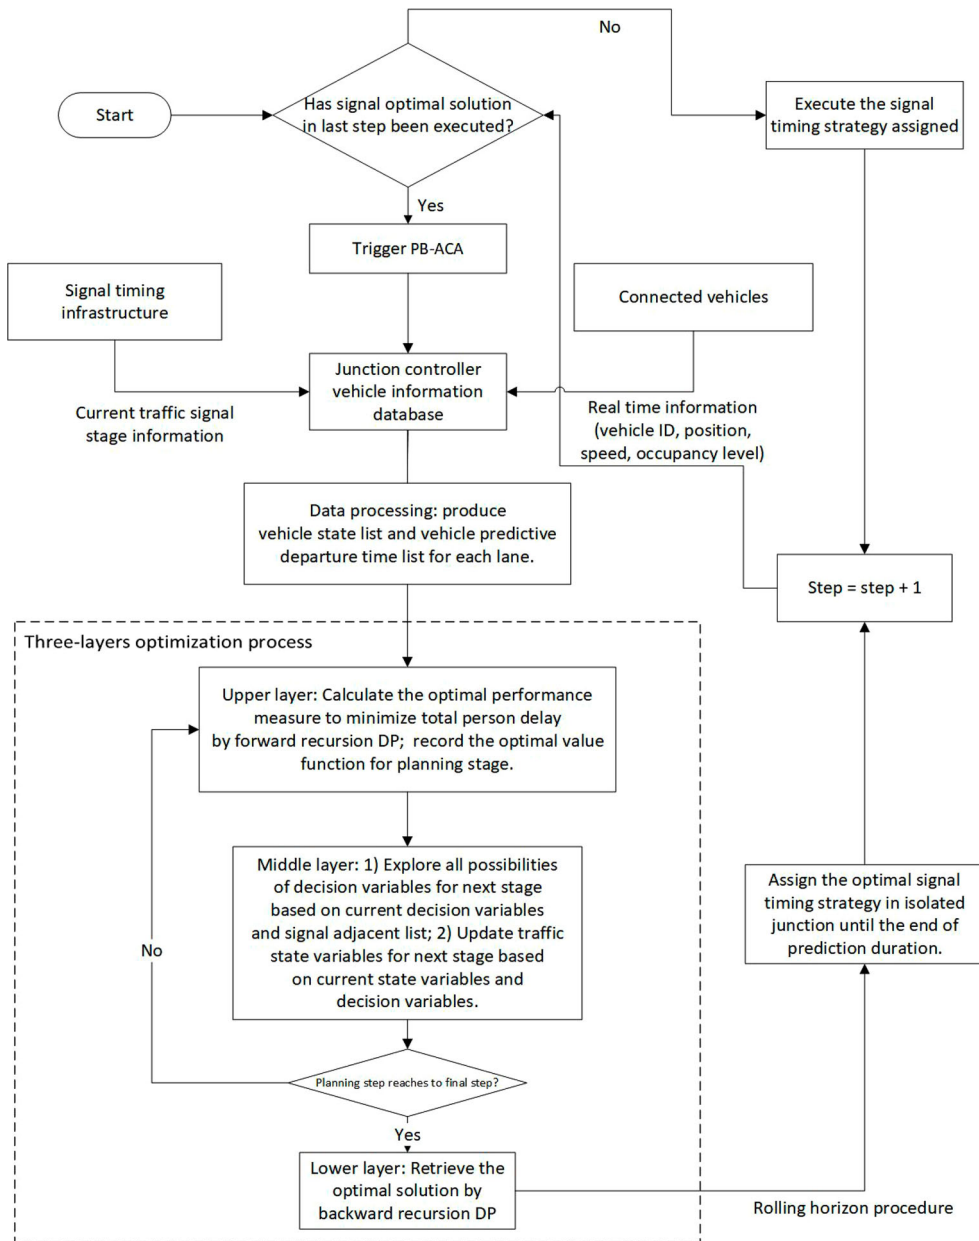 No
Start
Has signal optimal solution
in last step been executed?
Execute the signal
timing strategy assigned
Yes
Trigger PB-ACA
Signal timing
infrastructure
Connected vehicles
Junction controller
vehicle information
database
Current traffic signal
stage information
Real time information
(vehicle ID, position,
speed, occupancy level)
Data processing: produce
vehicle state list and vehicle predictive
departure time list for each lane.
Step = step + 1
Three-layers optimization process
Upper layer: Calculate the optimal performance
measure to minimize total person delay
by forward recursion DP; record the optimal value
function for planning stage.
Middle layer: 1) Explore all possibilities
of decision variables for next stage
based on current decision variables
and signal adjacent list; 2) Update traffic
state variables for next stage based
on current state variables and
decision variables.
No
Assign the optimal signal
timing strategy in isolated
junction until the end of
prediction duration.
Planning step reaches to final step?
Yes
Lower layer: Retrieve the
optimal solution by
backward recursion DP
Rolling horizon procedure